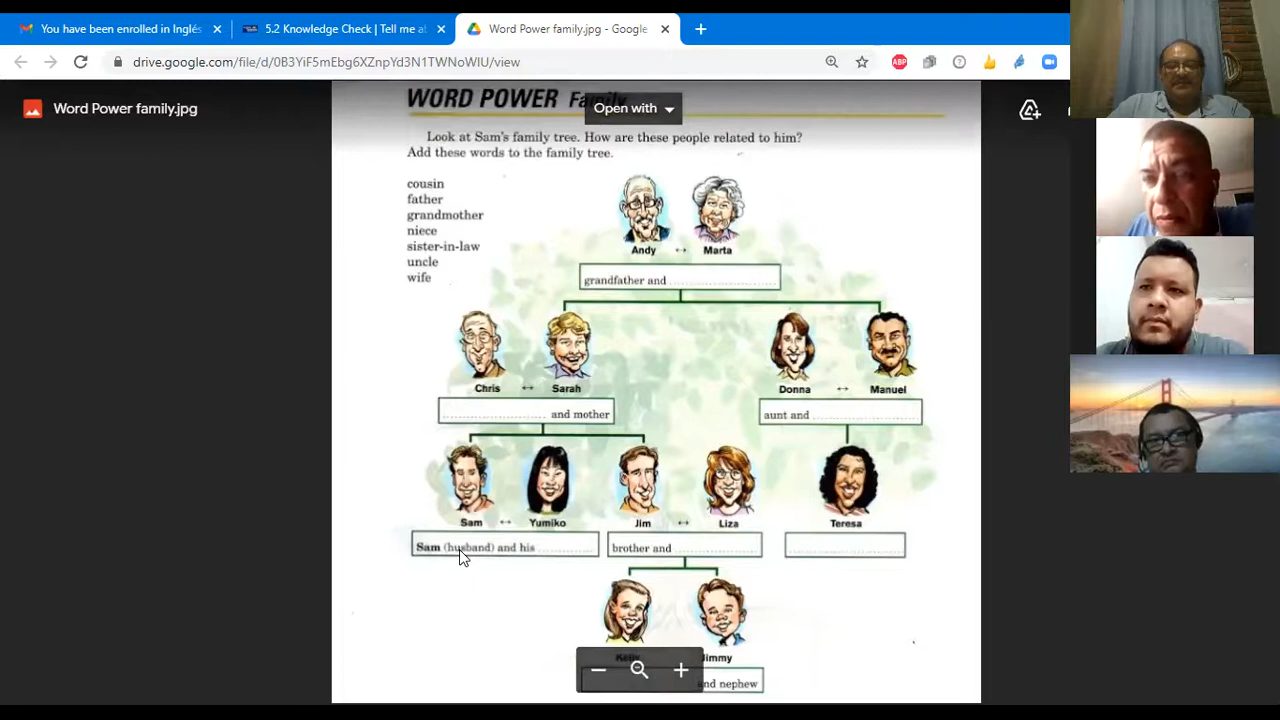 You have been enrolled in Inglés
5.2 Knowledge Check | Tell me a
Word Power family.jpg - Google
drive.google.com/file/d/0B3YiF5mEbgVXZnpYd3N1TWNoWlU/view
ABP
Word Power family.jpg
Open with
WORD POWER Family
Look at Sam's family tree. How are these people related to him?
Add these words to the family tree.
cousin
father
grandmother
niece
sister-in-law
uncle
wife
Andy ↔ Marta
grandfather and
Chris ↔ Sarah
Donna ↔ Manuel
and mother
aunt and
Sam ↔ Yumiko
Jim ↔ Liza
Teresa
Sam (husband) and his
brother and
Kelly
Jimmy
and nephew